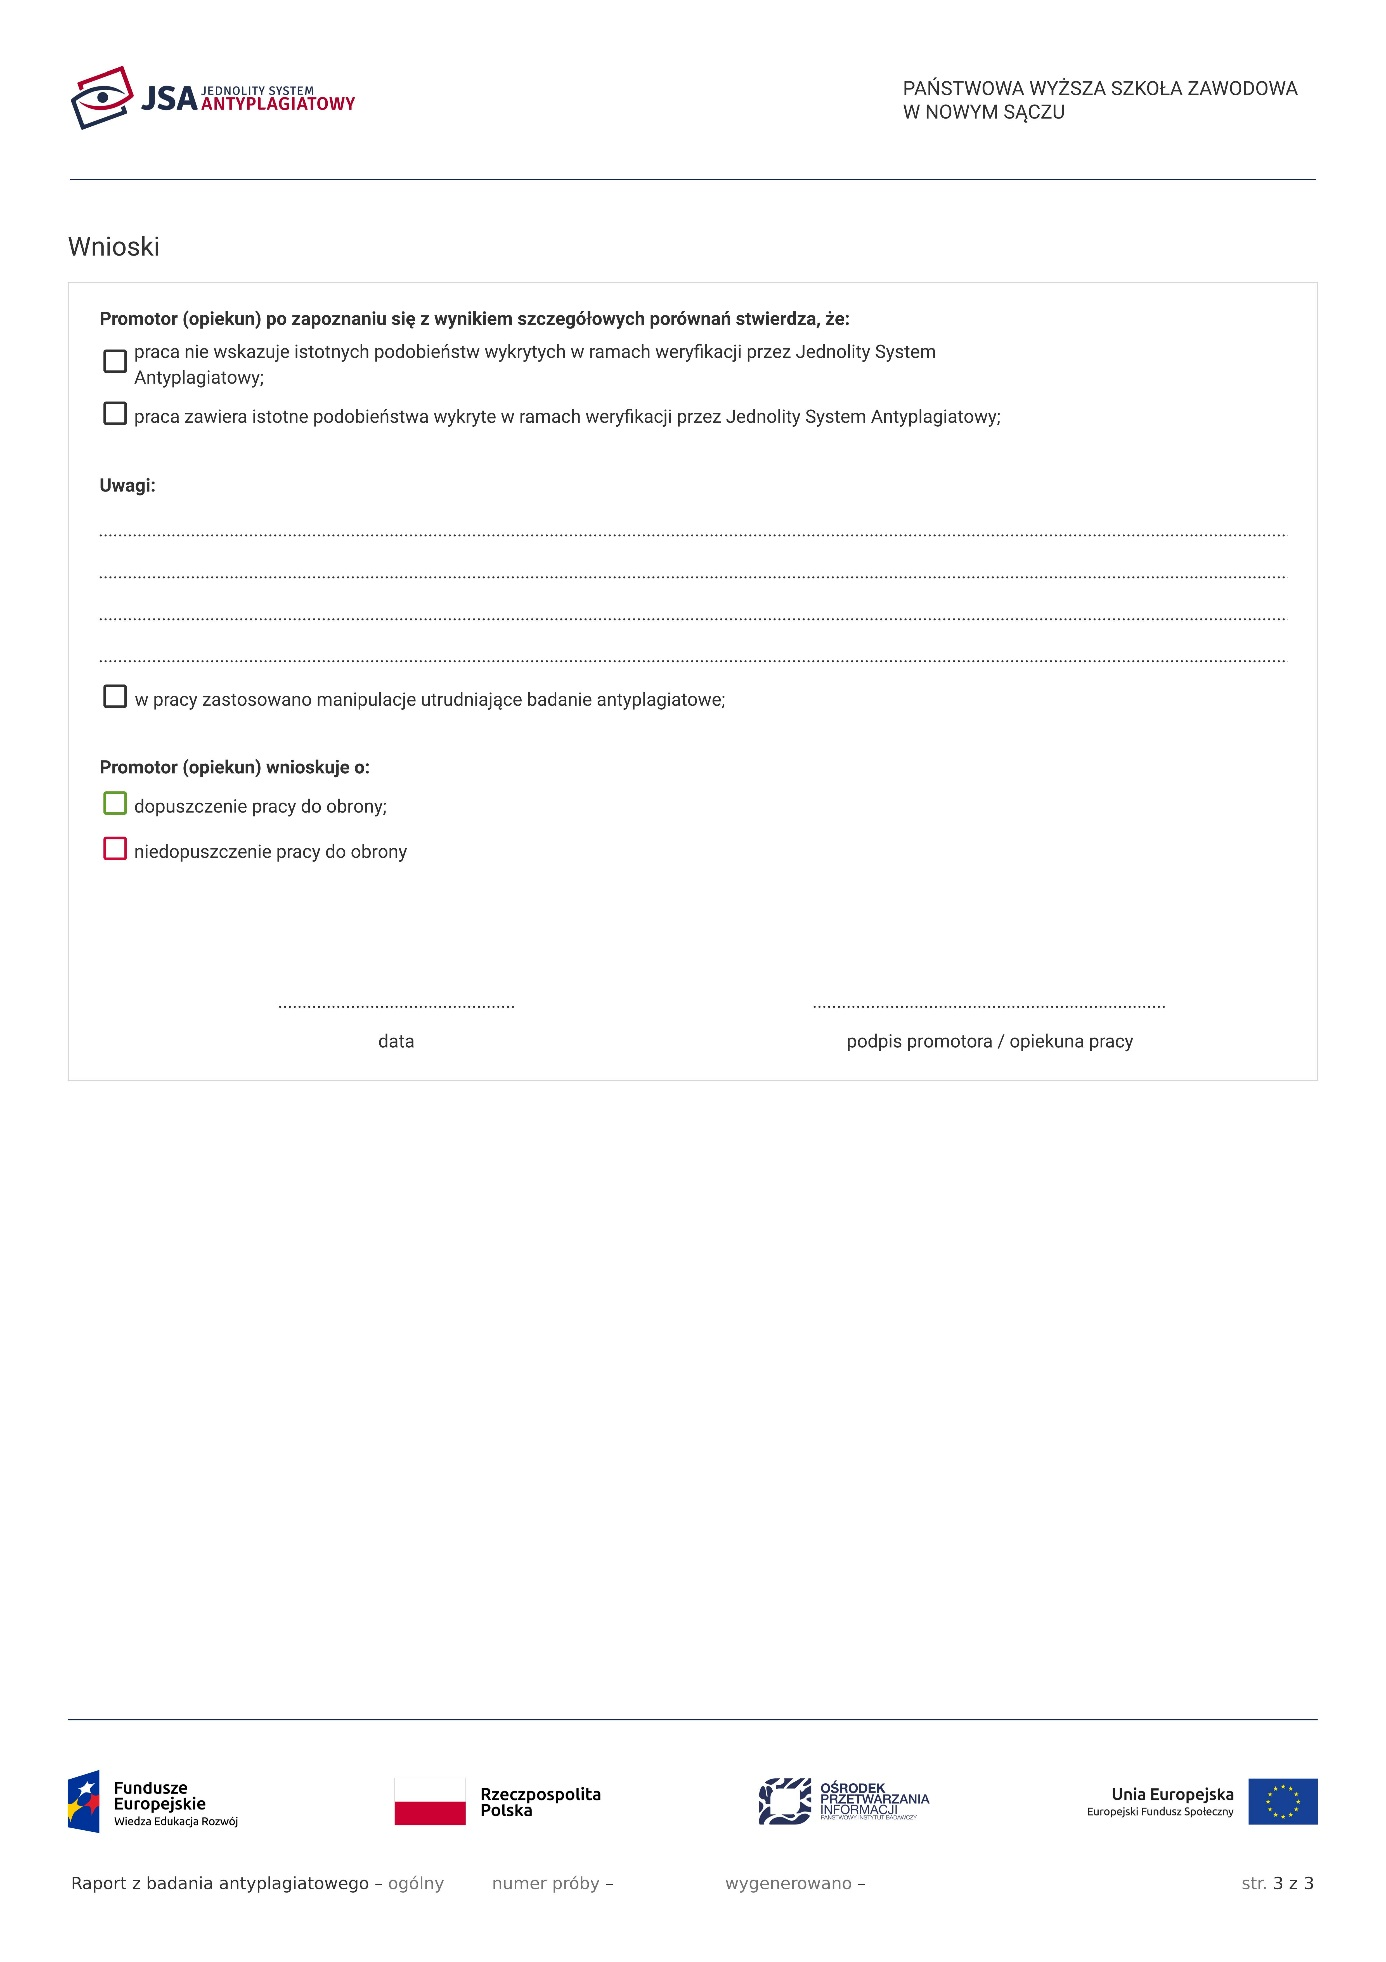 JSA JEDNOLITY SYSTEM
ANTYPLAGIATOWY
PAŃSTWOWA WYŻSZA SZKOŁA ZAWODOWA
W NOWYM SĄCZU
Wnioski
Promotor (opiekun) po zapoznaniu się z wynikiem szczegółowych porównań stwierdza, że:
praca nie wskazuje istotnych podobieństw wykrytych w ramach weryfikacji przez Jednolity System
Antyplagiatowy;
praca zawiera istotne podobieństwa wykryte w ramach weryfikacji przez Jednolity System Antyplagiatowy;
Uwagi:
w pracy zastosowano manipulacje utrudniające badanie antyplagiatowe;
Promotor (opiekun) wnioskuje o:
dopuszczenie pracy do obrony;
niedopuszczenie pracy do obrony
data
podpis promotora / opiekuna pracy
Fundusze
Europejskie
Wiedza Edukacja Rozwój
Rzeczpospolita
Polska
OŚRODEK
PRZETWARZANIA
INFORMACJI
PAŃSTWOWY INSTYTUT BADAWCZY
Unia Europejska
Europejski Fundusz Społeczny
Raport z badania antyplagiatowego – ogólny numer próby – wygenerowano – str. 3 z 3